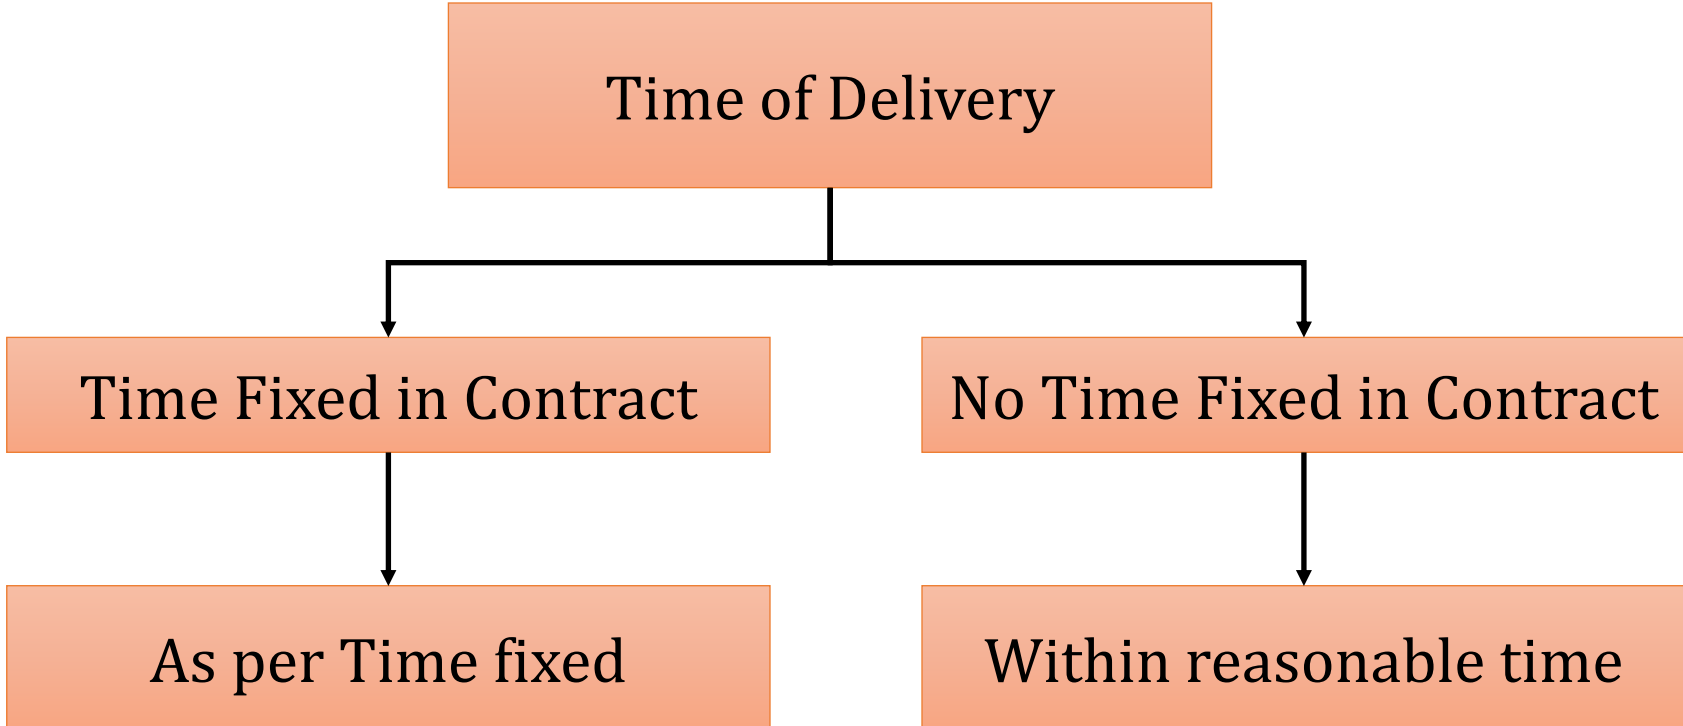 Time of Delivery
Time Fixed in Contract
No Time Fixed in Contract
As per Time fixed
Within reasonable time